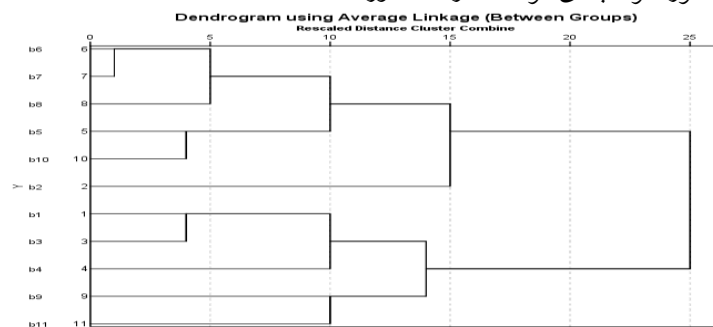 Dendrogram using Average Linkage (Between Groups)
Rescaled Distance Cluster Combine
0 5 10 15 20 25
b6 6
b7 7
b8 8
b5 5
b10 10
Y b2 2
b1 1
b3 3
b4 4
b9 9
b11 11